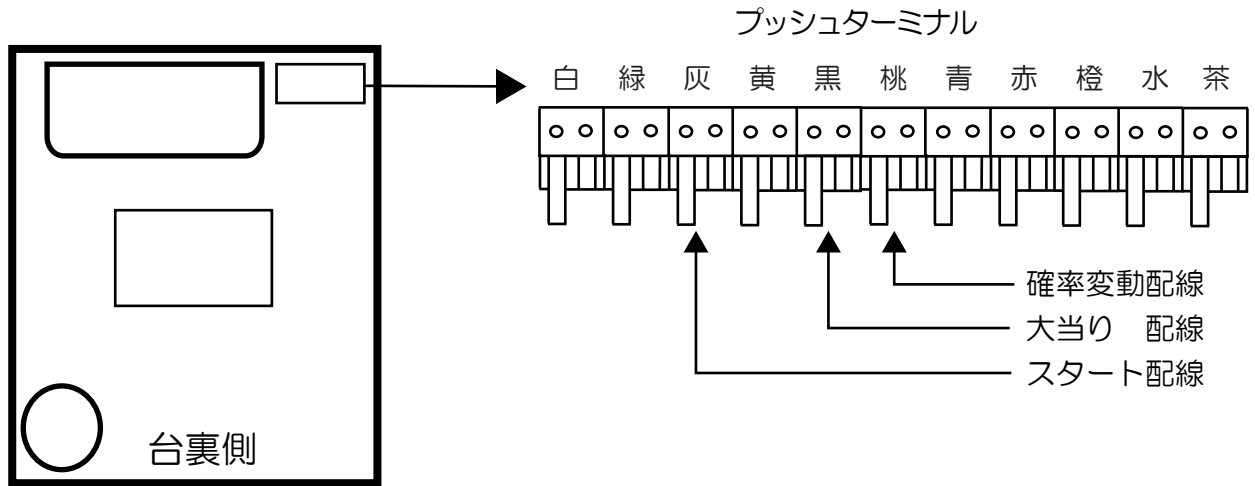 プッシュターミナル
白 緑 灰 黄 黒 桃 青 赤 橙 水 茶
確率変動配線
大当り　配線
スタート配線
台裏側